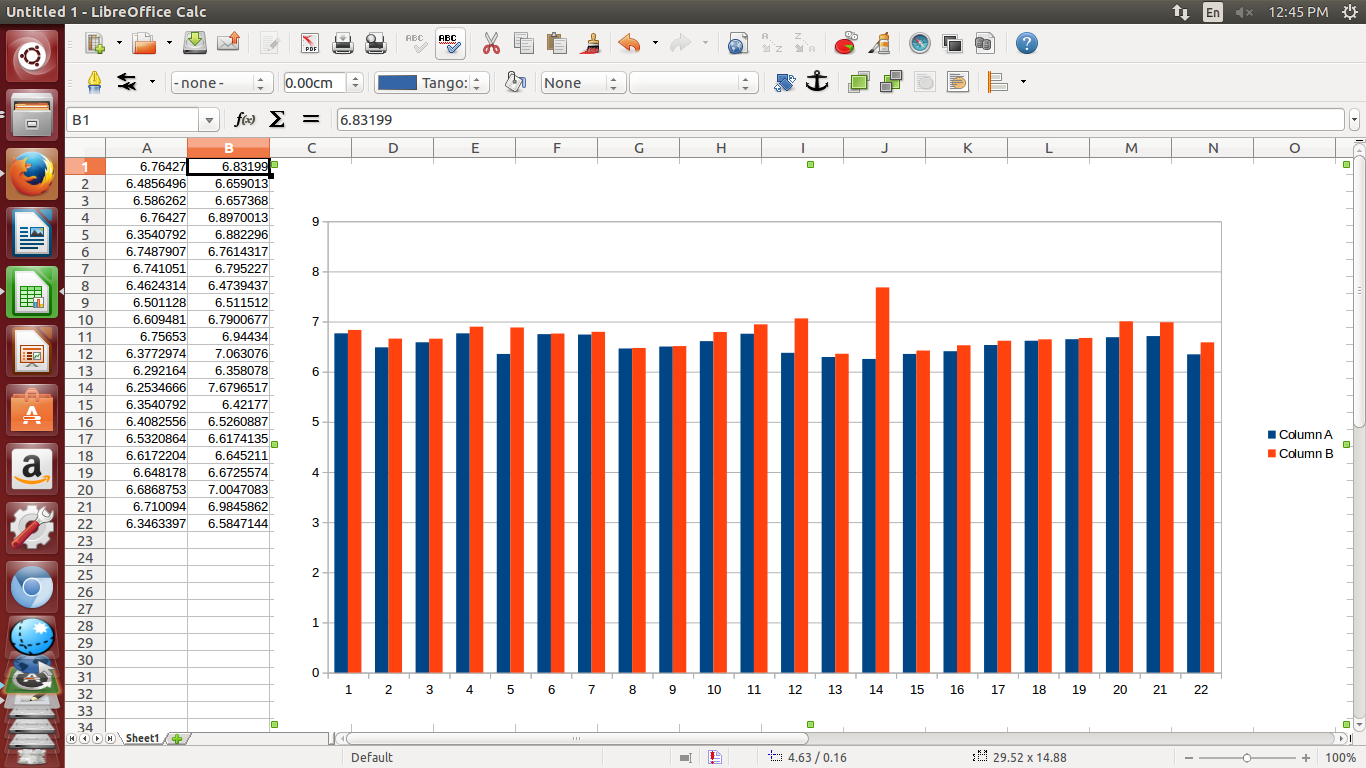 Untitled 1 - LibreOffice Calc En 12:45 PM
ABC ABC
- none - 0.00cm Tango: None
B1 f(x) Σ = 6.83199
A B C D E F G H I J K L M N O
1 6.76427 6.83199
2 6.4856496 6.659013
3 6.586262 6.657368
4 6.76427 6.8970013
5 6.3540792 6.882296
6 6.7487907 6.7614317
7 6.741051 6.795227
8 6.4624314 6.4739437
9 6.501128 6.511512
10 6.609481 6.7900677
11 6.75653 6.94434
12 6.3772974 7.063076
13 6.292164 6.358078
14 6.2534666 7.6796517
15 6.3540792 6.42177
16 6.4082556 6.5260887
17 6.5320864 6.6174135
18 6.6172204 6.645211
19 6.648178 6.6725574
20 6.6868753 7.0047083
21 6.710094 6.9845862
22 6.3463397 6.5847144
23
24
25
26
27
28
29
30
31
32
33
34
9
8
7
6
5
4
3
2
1
0
1 2 3 4 5 6 7 8 9 10 11 12 13 14 15 16 17 18 19 20 21 22
Column A
Column B
Sheet1
Default 4.63 / 0.16 29.52 x 14.88 100%